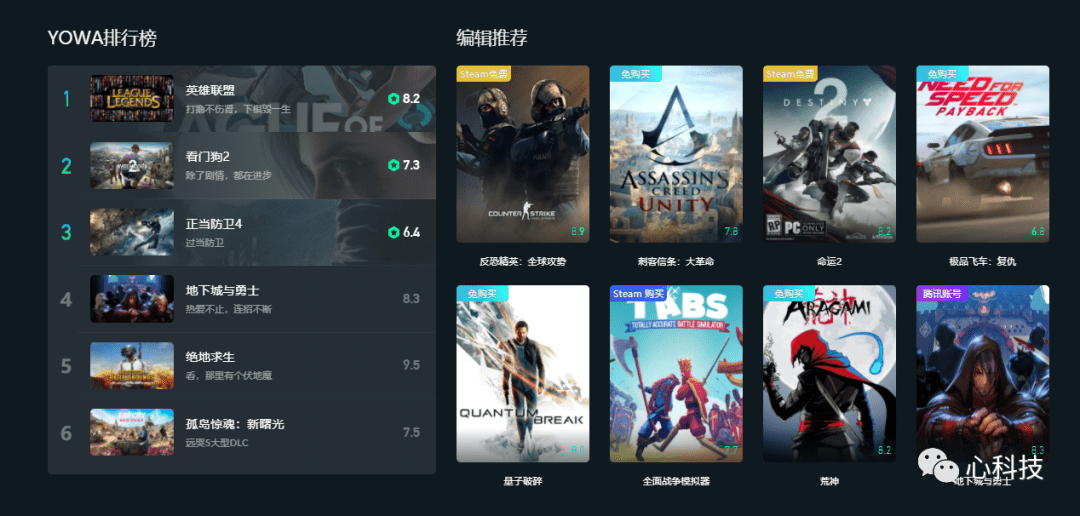 YOWA排行榜
1
LEAGUE OF LEGENDS
英雄联盟
打撸不伤肾，下棋毁一生
8.2
2
看门狗2
除了剧情，都在进步
7.3
3
正当防卫4
过当防卫
6.4
4
地下城与勇士
热爱不止，连招不断
8.3
5
绝地求生
看，那里有个伏地魔
9.5
6
孤岛惊魂：新曙光
远哭5大型DLC
7.5
编辑推荐
Steam免费
COUNTER STRIKE
8.9
反恐精英：全球攻势
免购买
ASSASSIN'S
CREED
UNITY
7.8
刺客信条：大革命
Steam免费
DESTINY
2
RP
PC ONLY
8.2
命运2
免购买
NEED FOR
SPEED
PAYBACK
6.8
极品飞车：复仇
免购买
QUANTUM
BREAK
量子破碎
Steam 购买
TABS
TOTALLY ACCURATE BATTLE SIMULATOR
7.7
全面战争模拟器
免购买
ARAGAMI
8.2
荒神
腾讯账号
8.3
地下城与勇士
心科技